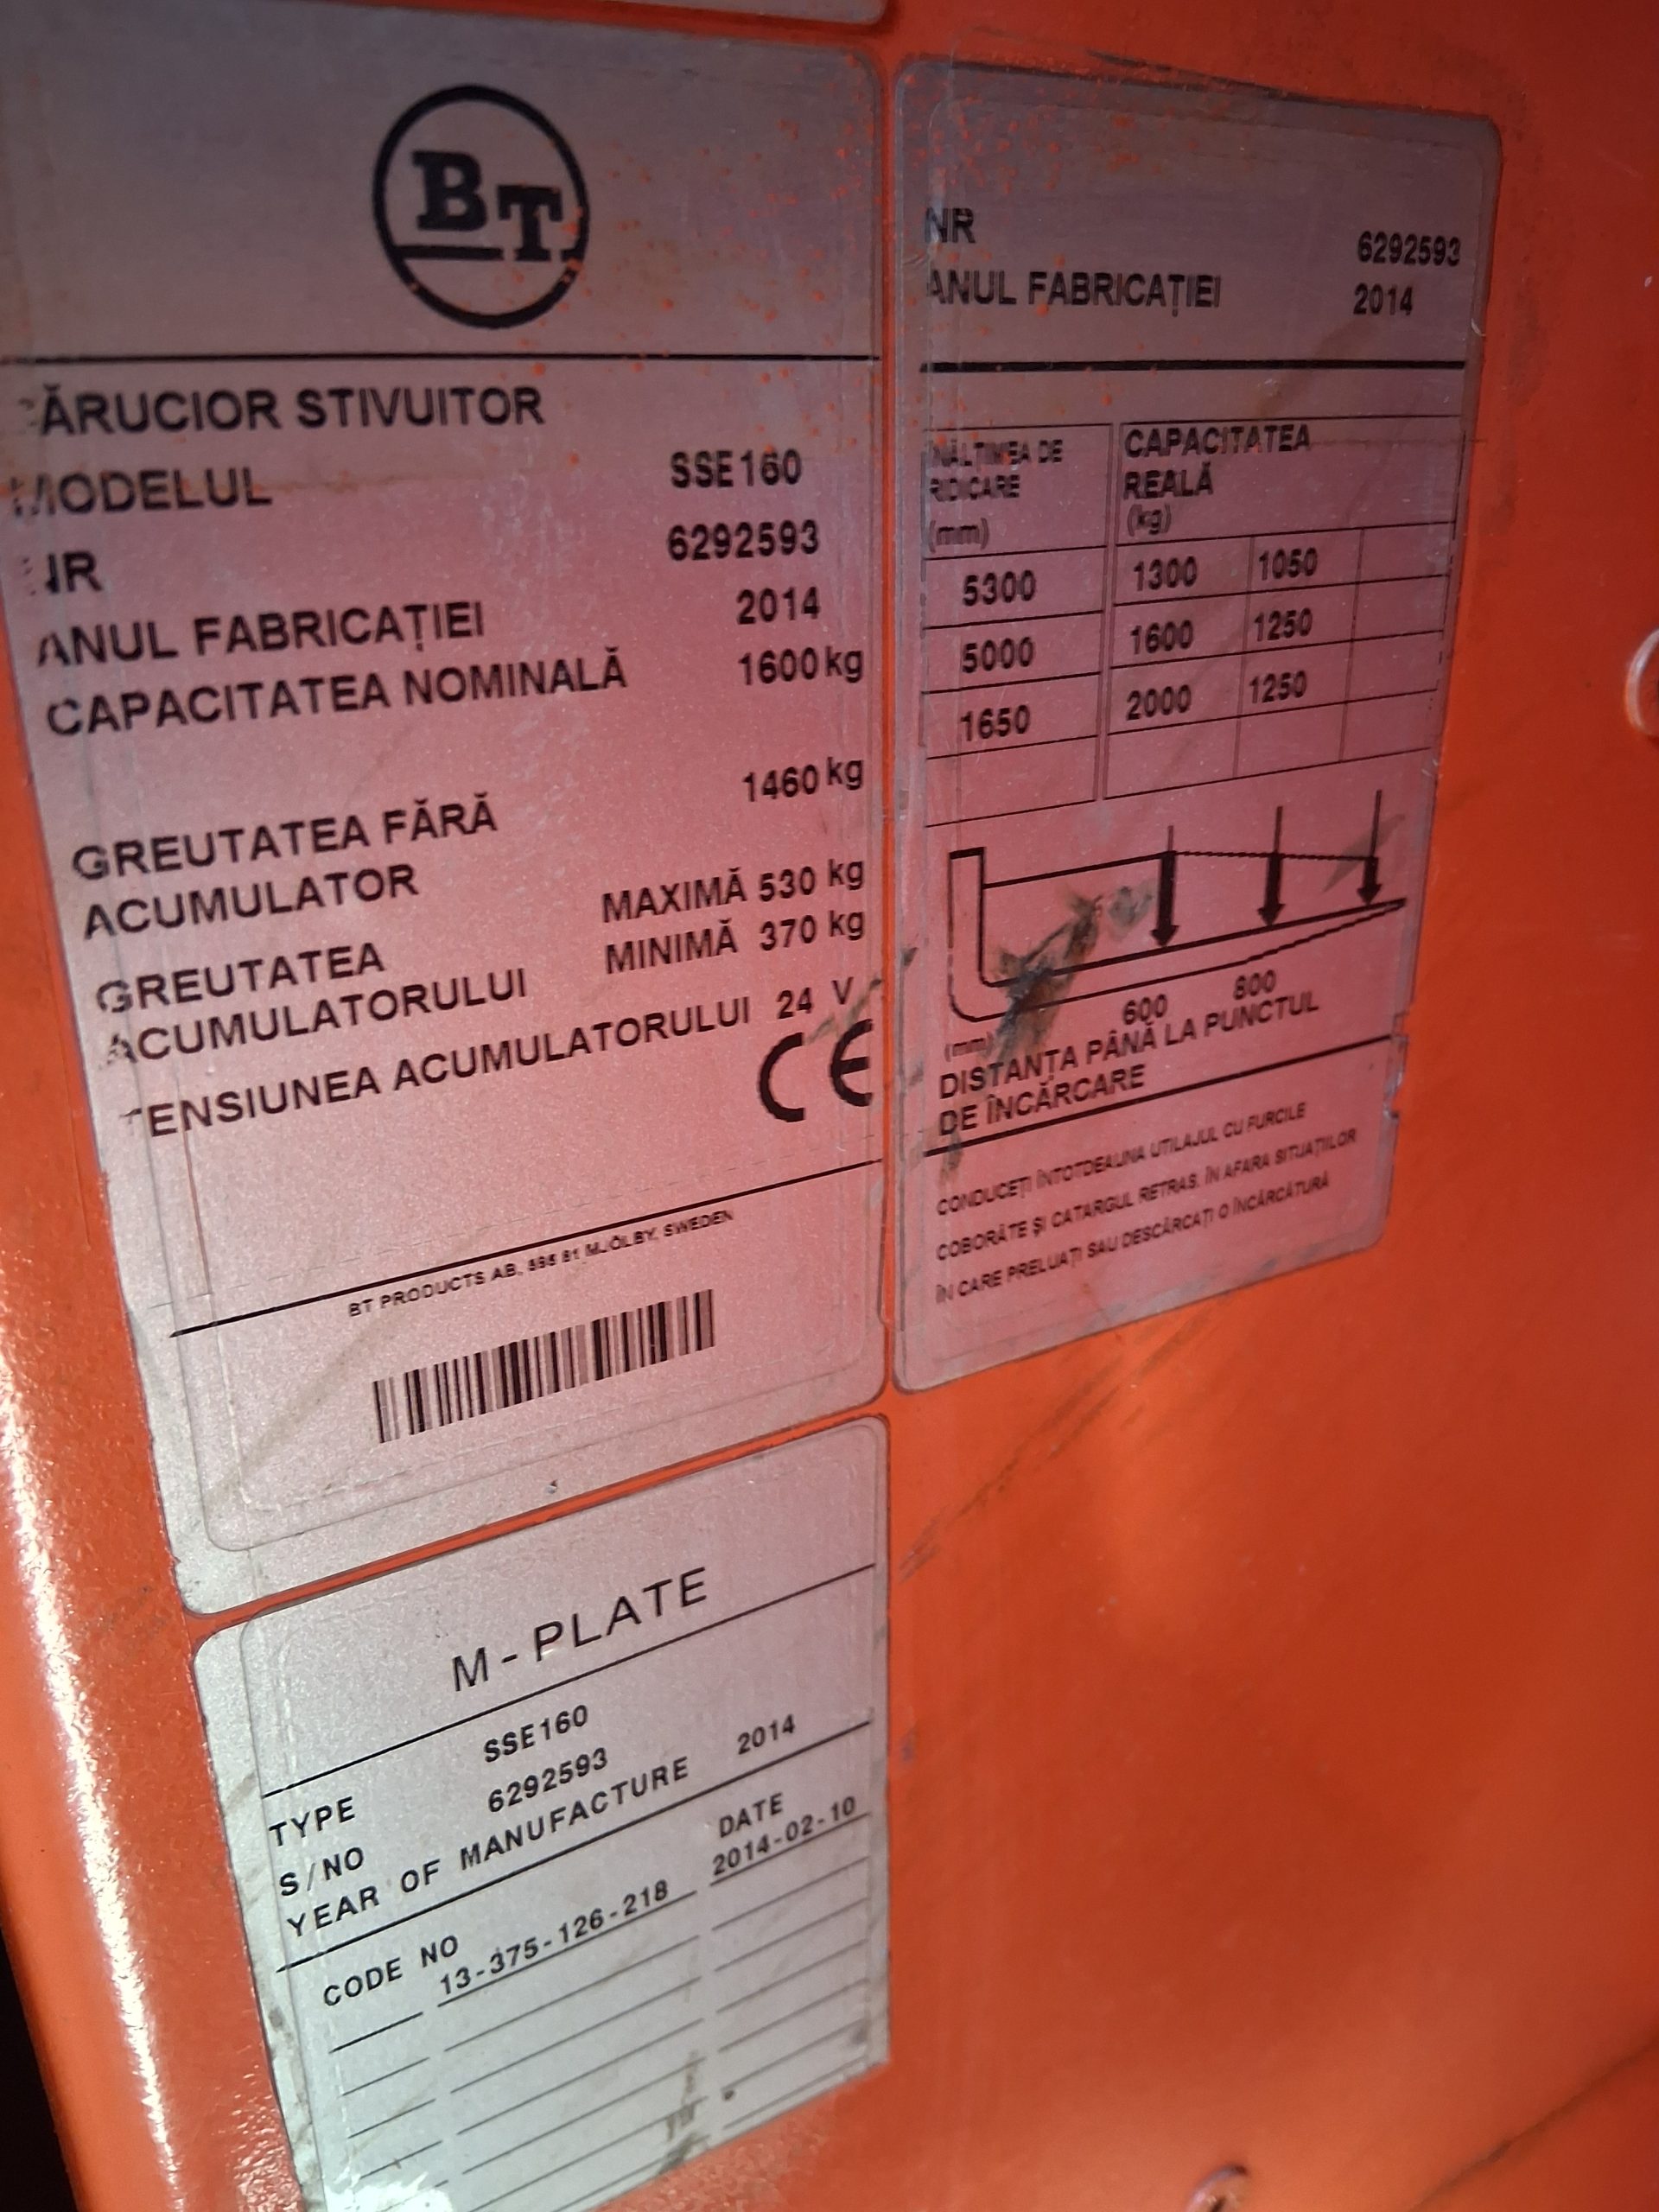 BT
CĂRUCIOR STIVUITOR
MODELUL SSE160
NR 6292593
ANUL FABRICAȚIEI 2014
CAPACITATEA NOMINALĂ 1600 kg
GREUTATEA FĂRĂ 1460 kg
ACUMULATOR
GREUTATEA MAXIMĂ 530 kg
ACUMULATORULUI MINIMĂ 370 kg
TENSIUNEA ACUMULATORULUI 24 V
CE
BT PRODUCTS AB, 595 81 MJÖLBY, SWEDEN
NR 6292593
ANUL FABRICAȚIEI 2014
ÎNĂLȚIMEA DE
RIDICARE
(mm)
CAPACITATEA
REALĂ
(kg)
5300 1300 1050
5000 1600 1250
1650 2000 1250
600 800
(mm)
DISTANȚA PÂNĂ LA PUNCTUL
DE ÎNCĂRCARE
CONDUCEȚI ÎNTOTDEAUNA UTILAJUL CU FURCILE
COBORÂTE ȘI CATARGUL RETRAS, ÎN AFARA SITUAȚIILOR
ÎN CARE PRELUAȚI SAU DESCĂRCAȚI O ÎNCĂRCĂTURĂ
M-PLATE
TYPE SSE160
S/NO 6292593
YEAR OF MANUFACTURE 2014
CODE NO DATE
13-375-126-218 2014-02-10